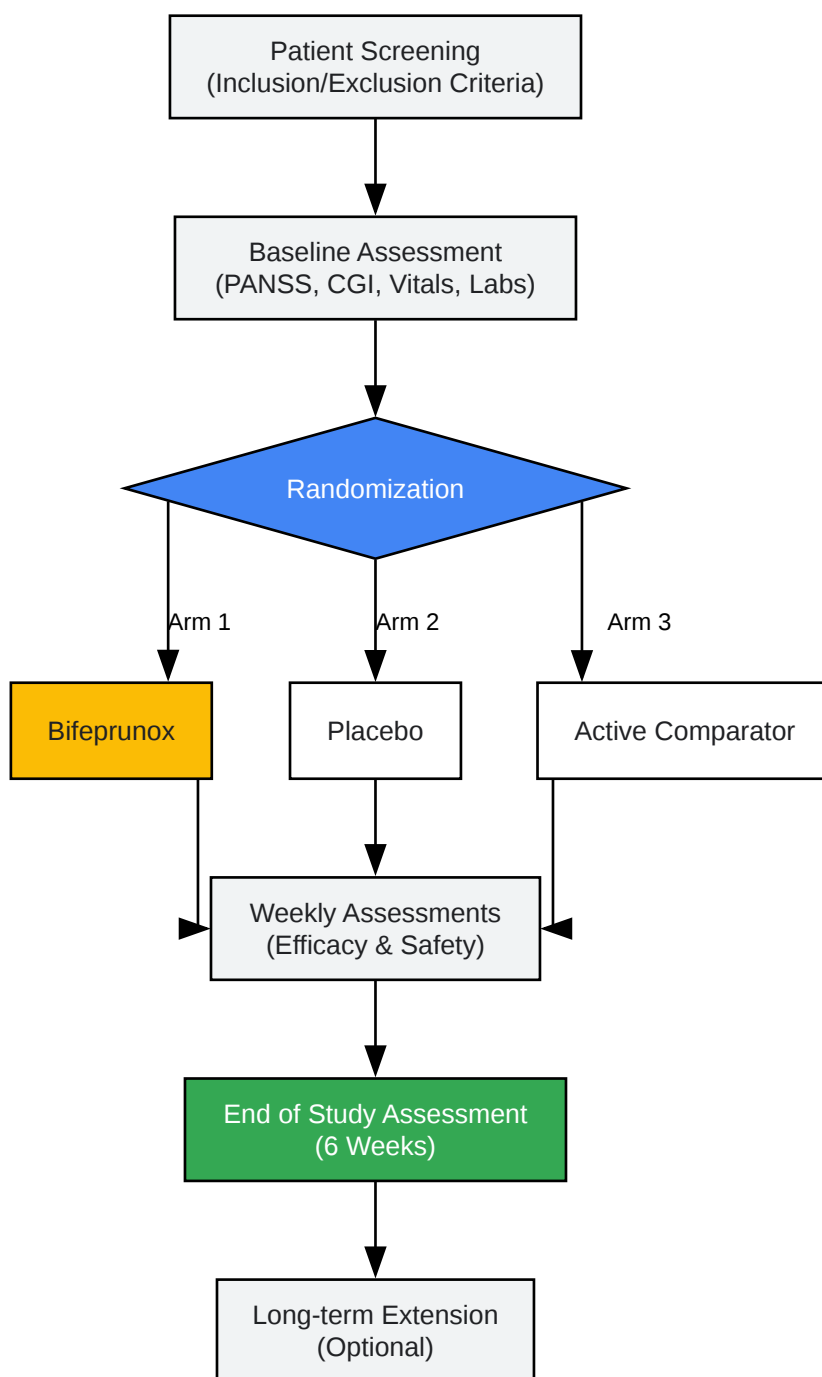 Patient Screening
(Inclusion/Exclusion Criteria)
Baseline Assessment
(PANSS, CGI, Vitals, Labs)
Randomization
Arm 1
Arm 2
Arm 3
Bifeprunox
Placebo
Active Comparator
Weekly Assessments
(Efficacy & Safety)
End of Study Assessment
(6 Weeks)
Long-term Extension
(Optional)